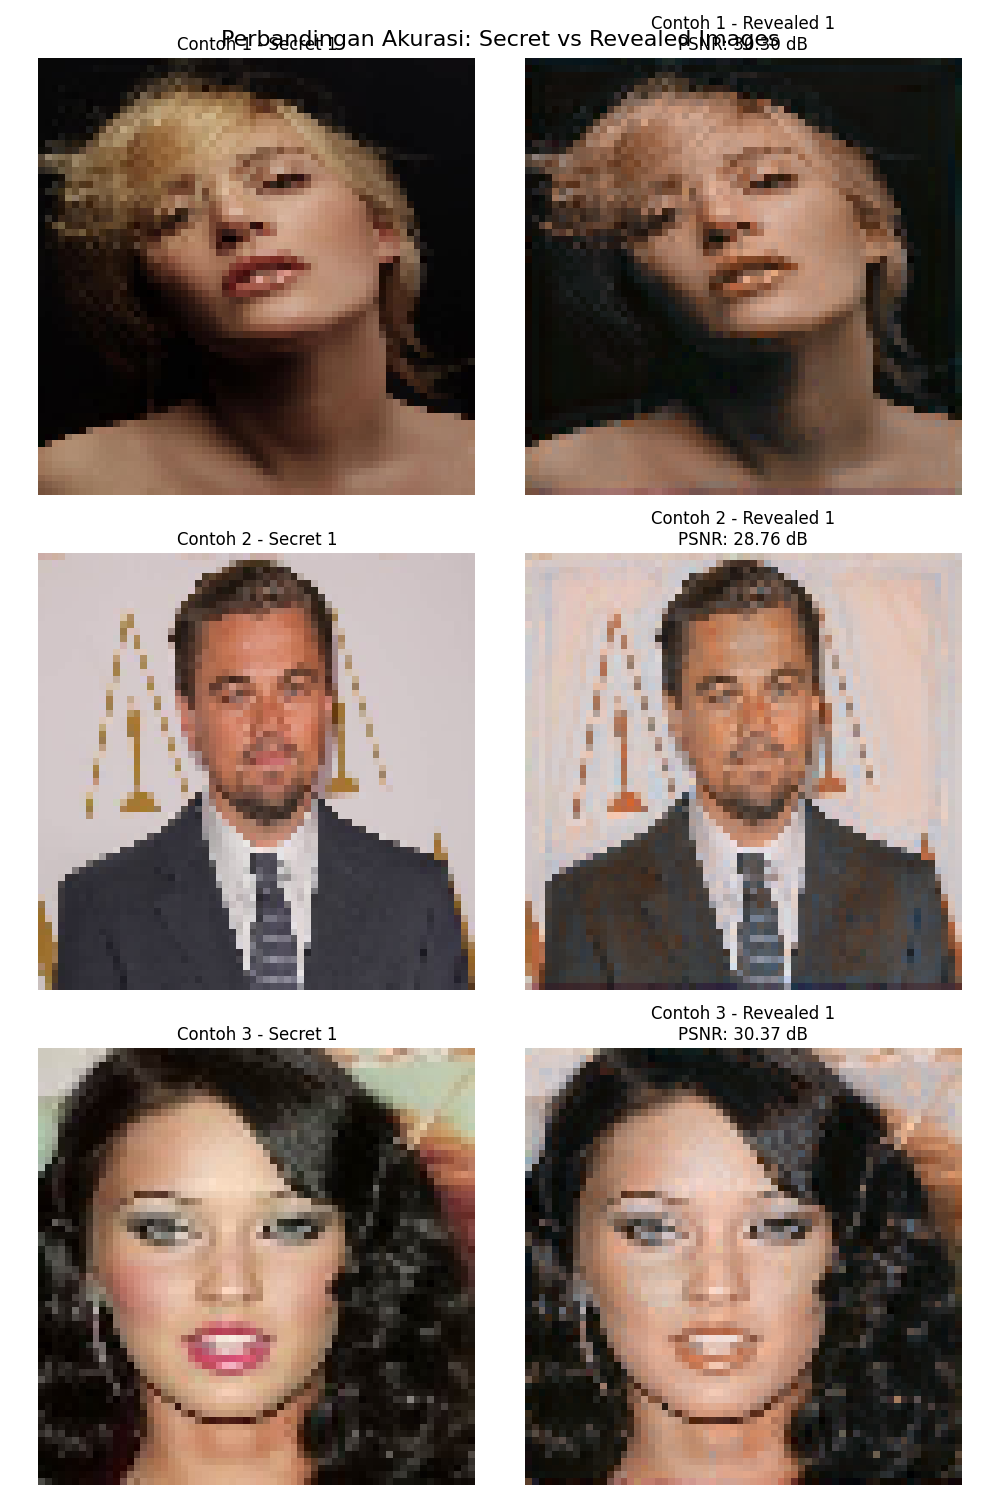 Perbandingan Akurasi: Secret vs Revealed Images
Contoh 1 - Secret 1
Contoh 1 - Revealed 1
PSNR: 30.30 dB
Contoh 2 - Secret 1
Contoh 2 - Revealed 1
PSNR: 28.76 dB
Contoh 3 - Secret 1
Contoh 3 - Revealed 1
PSNR: 30.37 dB